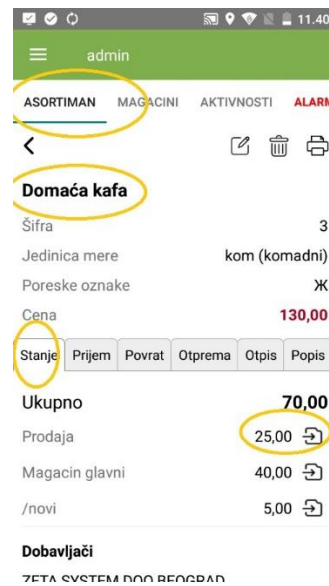 11.40
admin
ASORTIMAN MAGACINI AKTIVNOSTI ALARM
Domaća kafa
Šifra 3
Jedinica mere kom (komadni)
Poreske oznake Ж
Cena 130,00
Stanje Prijem Povrat Otprema Otpis Popis
Ukupno 70,00
Prodaja 25,00
Magacin glavni 40,00
/novi 5,00
Dobavljači
ZETA SYSTEM DOO BEOGRAD